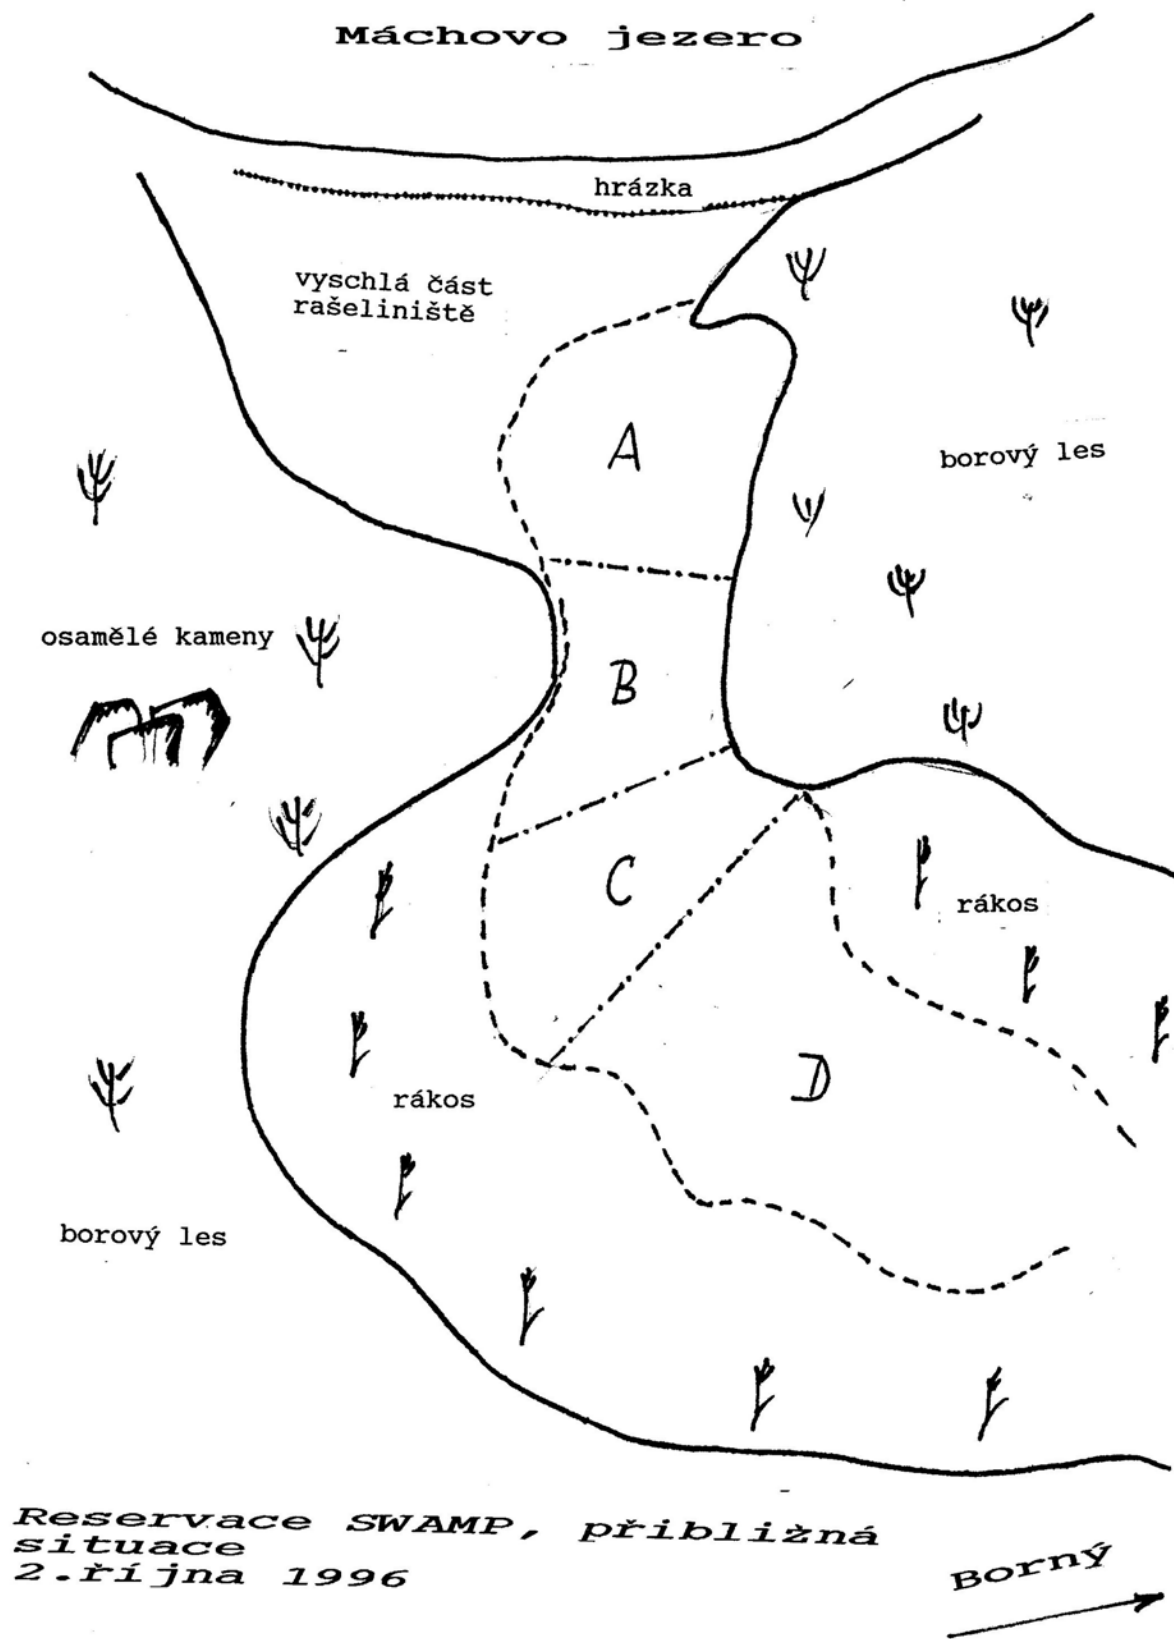 Máchovo jezero
hrázka
vyschlá část
rašeliniště
A
borový les
osamělé kameny
B
C
rákos
D
rákos
borový les
Reservace SWAMP, přibližná
situace
2.října 1996
Borný